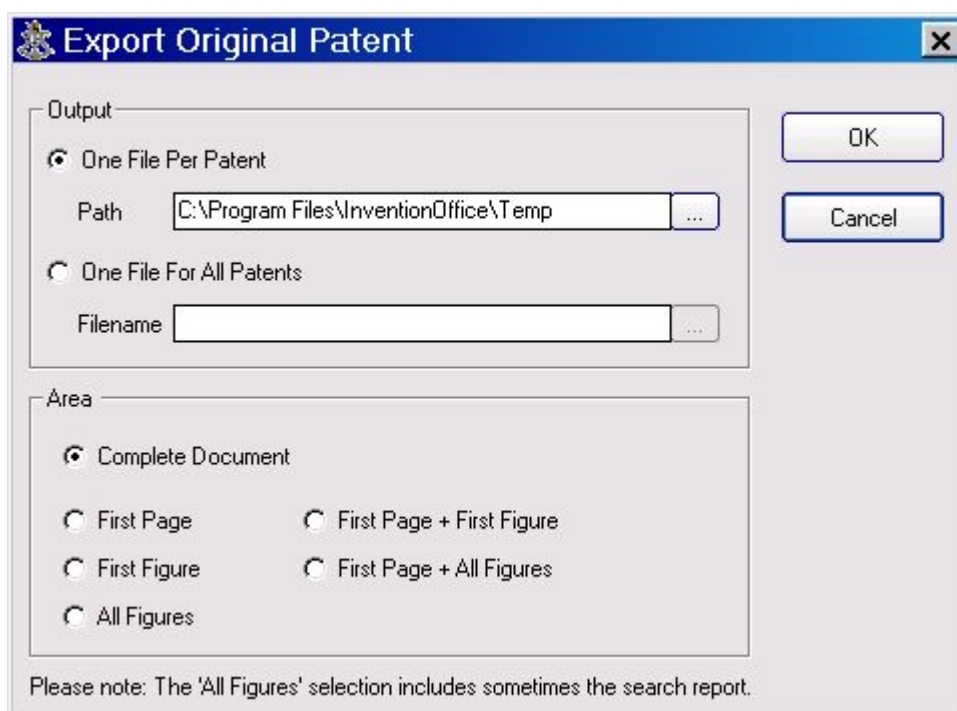 Export Original Patent
Output
One File Per Patent
Path C:\Program Files\InventionOffice\Temp ...
One File For All Patents
Filename ...
OK
Cancel
Area
Complete Document
First Page First Page + First Figure
First Figure First Page + All Figures
All Figures
Please note: The 'All Figures' selection includes sometimes the search report.